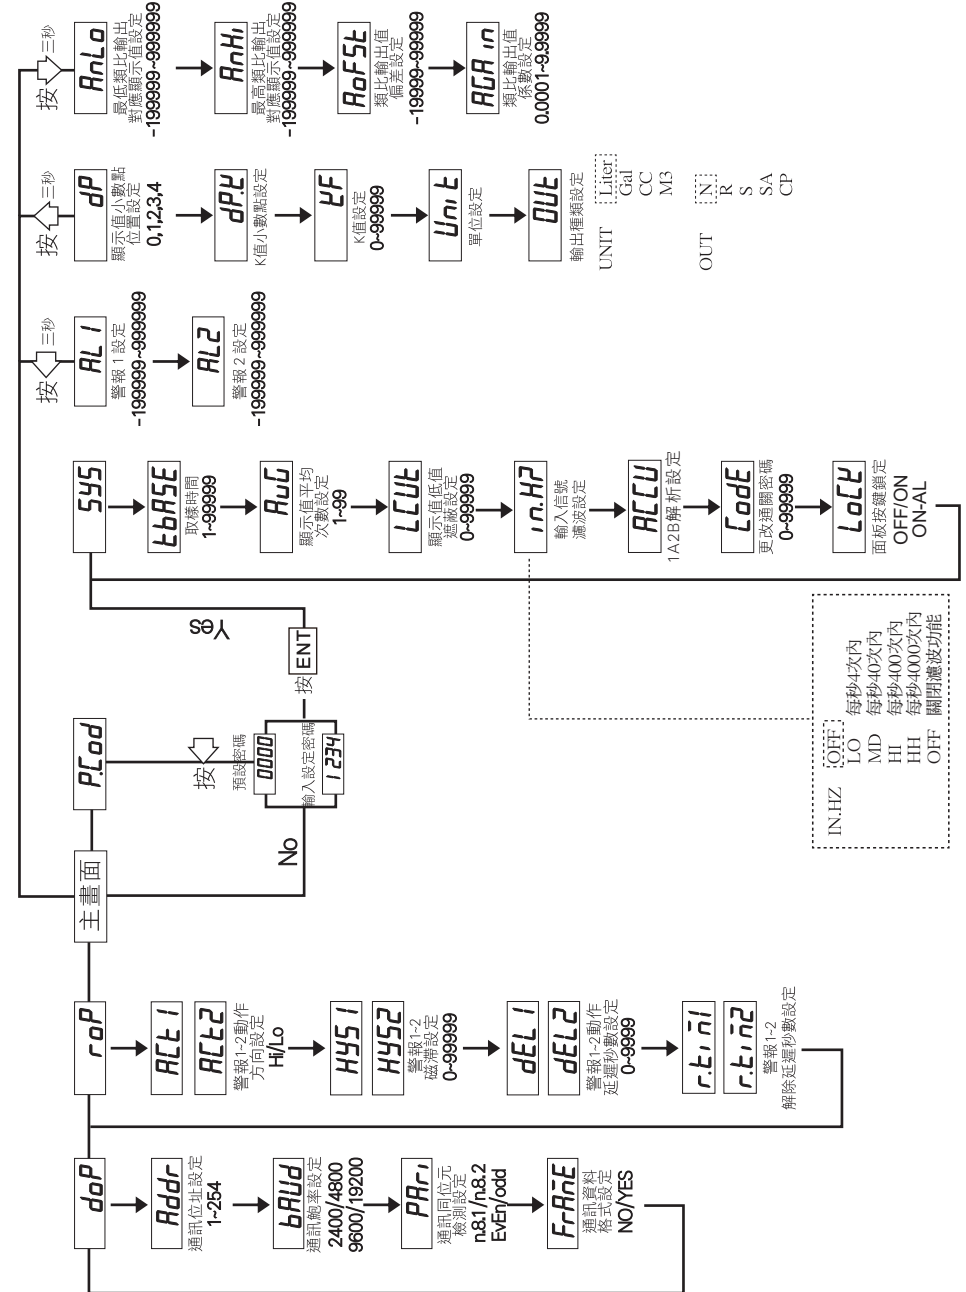 主畫面
按
三秒
AnLo
最低類比輸出
對應顯示值設定
-199999~999999
AnHi
最高類比輸出
對應顯示值設定
-199999~999999
AoFSt
類比輸出值
偏差設定
-19999~99999
AGAin
類比輸出值
係數設定
0.0001~9.9999
按
三秒
dP
顯示值小數點
位置設定
0,1,2,3,4
dP.K
K值小數點設定
KF
K值設定
0~99999
Unit
單位設定
OUt
輸出種類設定
UNIT
Liter
Gal
CC
M3
OUT
N
R
S
SA
CP
按
三秒
AL1
警報1設定
-199999~999999
AL2
警報2設定
-199999~999999
SYS
tbASE
取樣時間
1~99999
AvG
顯示值平均
次數設定
1~99
LCUt
顯示值低值
遮蔽設定
0~99999
in.HZ
輸入信號
濾波設定
ACCU
1A2B解析設定
CodE
更改通關密碼
0~99999
LoCK
面板按鍵鎖定
OFF/ON
ON-AL
Yes
按
ENT
P.Cod
按
預設密碼
0000
輸入設定密碼
1234
No
IN.HZ
OFF
LO 每秒4次內
MD 每秒40次內
HI 每秒400次內
HH 每秒4000次內
OFF 關閉濾波功能
roP
ACt1
ACt2
警報1~2動作
方向設定
Hi/Lo
HYS1
HYS2
警報1~2
磁滯設定
0~99999
dEL1
dEL2
警報1~2動作
延遲秒數設定
0~9999
r.tim1
r.tim2
警報1~2
解除延遲秒數設定
doP
Addr
通訊位址設定
1~254
bAUd
通訊鮑率設定
2400/4800
9600/19200
PAri
通訊同位元
檢測設定
n.8.1/n.8.2
EvEn/odd
FrAmE
通訊資料
格式設定
NO/YES